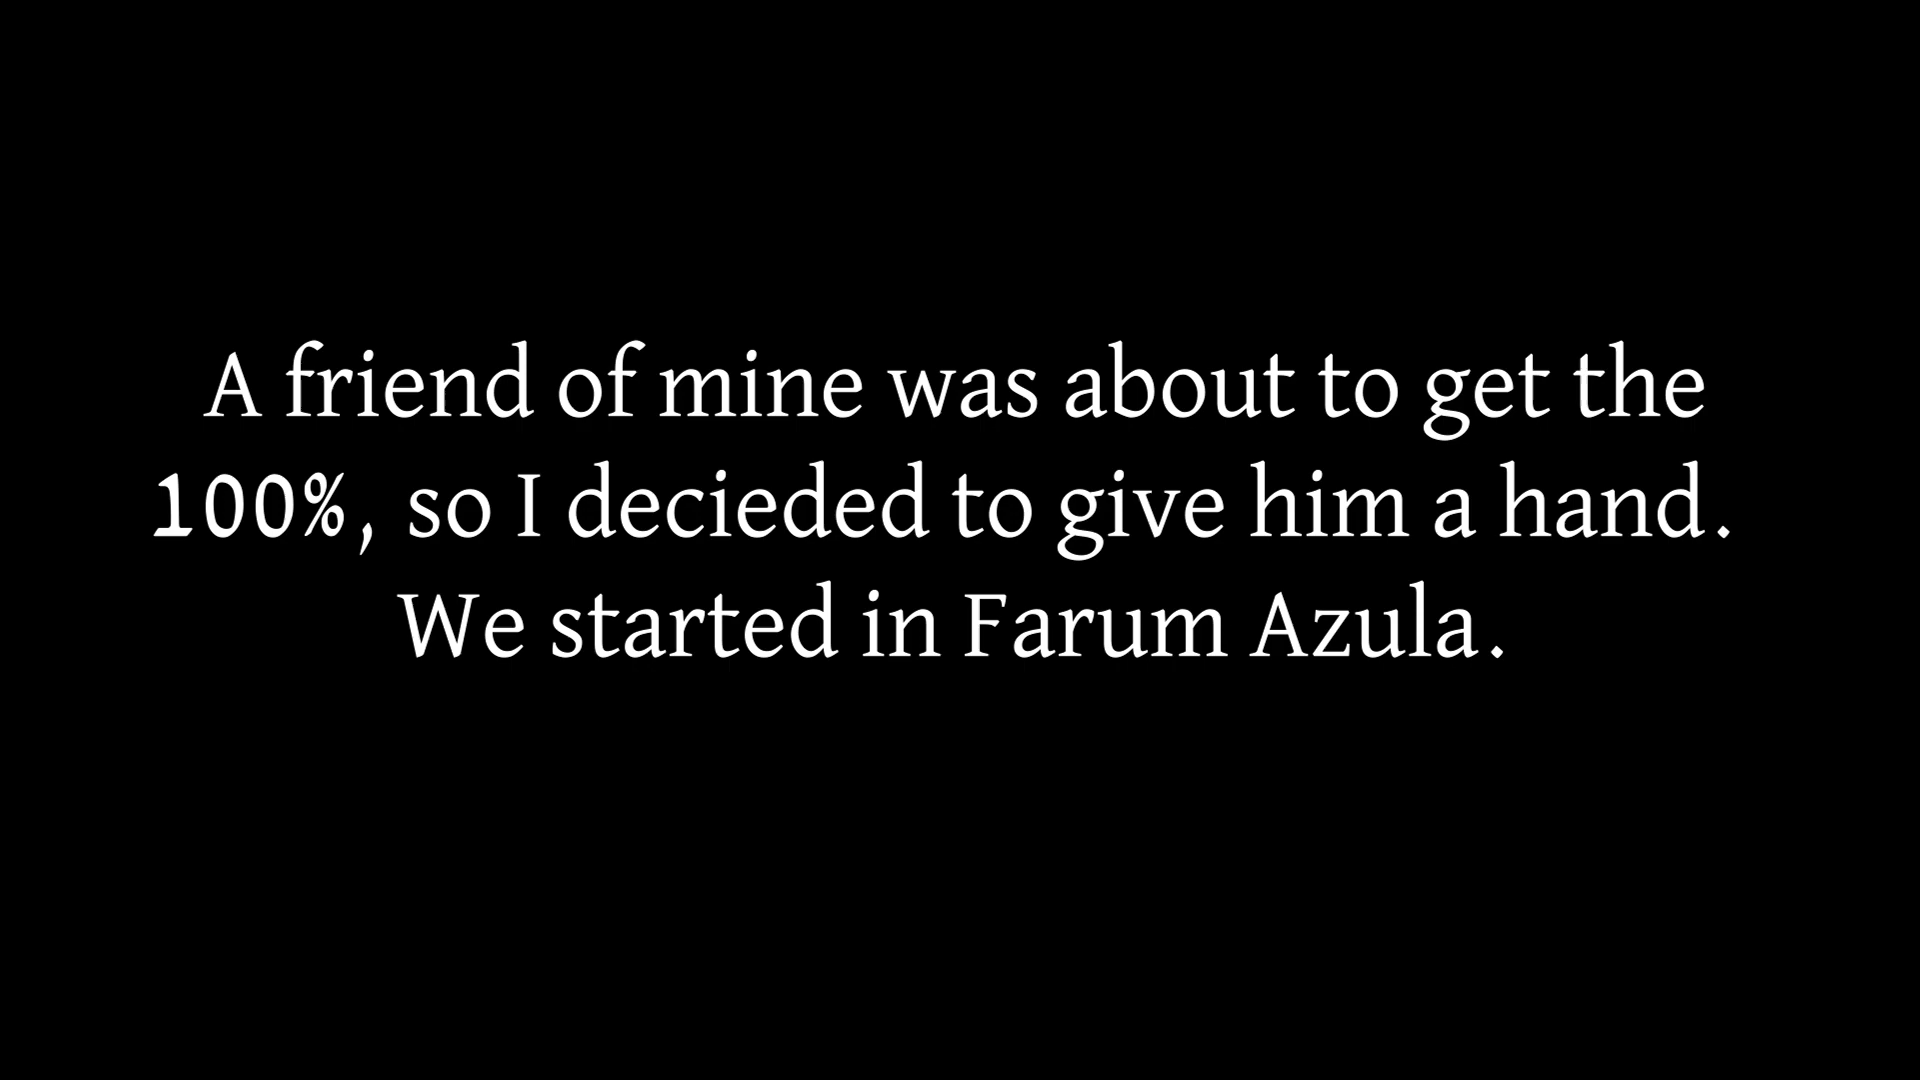 A friend of mine was about to get the
100%, so I decieded to give him a hand.
We started in Farum Azula.